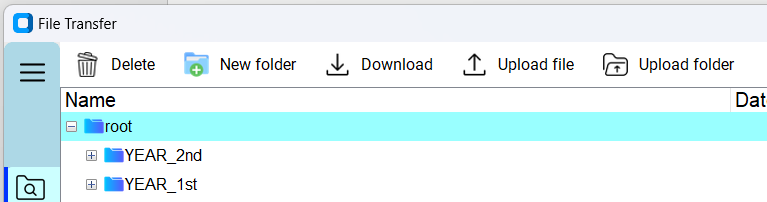 File Transfer
Delete New folder Download Upload file Upload folder
Name Dat
root
YEAR_2nd
YEAR_1st